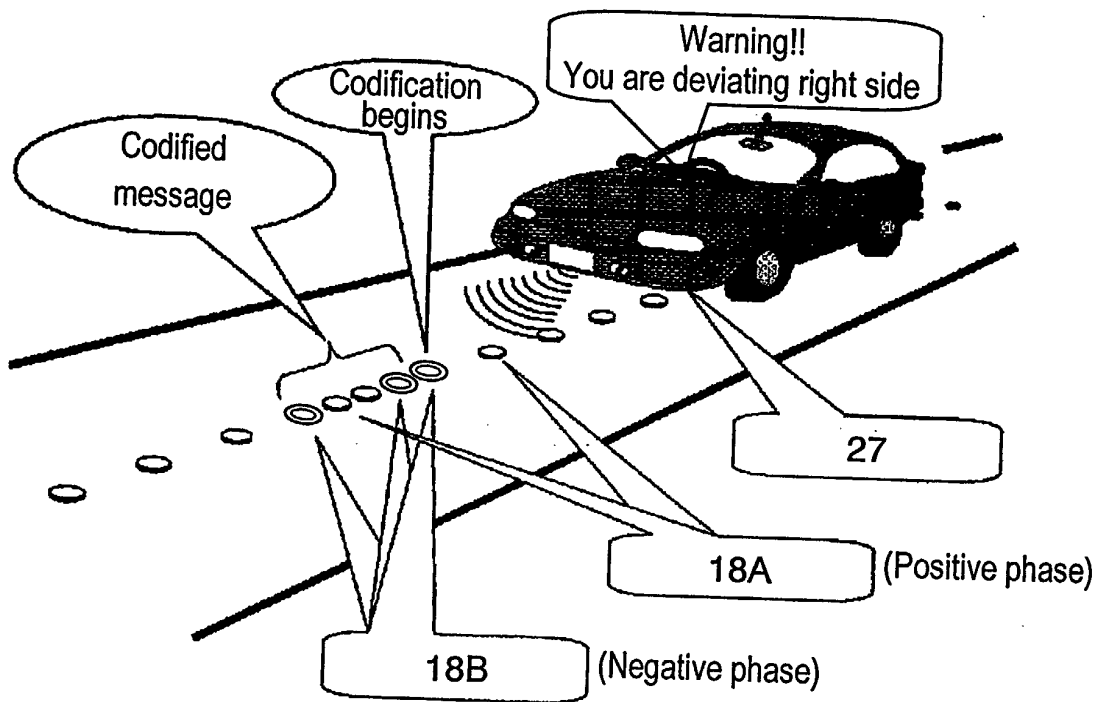 Warning!!
You are deviating right side
Codification
begins
Codified
message
27
18A (Positive phase)
18B (Negative phase)